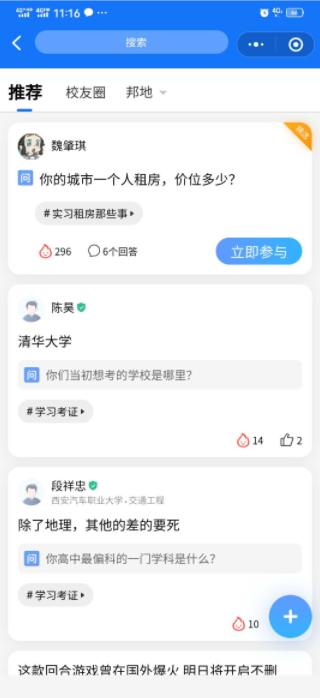 4G 4G 11:16 ··· 4G
搜索
推荐 校友圈 邦地
精选
魏肇琪
问 你的城市一个人租房，价位多少？
#实习租房那些事
296 6个回答 立即参与
陈昊
清华大学
问 你们当初想考的学校是哪里？
#学习考证
14 2
段祥忠
西安汽车职业大学·交通工程
除了地理，其他的差的要死
问 你高中最偏科的一门学科是什么？
#学习考证
10
这款回合游戏曾在国外爆火 明日将开启不删